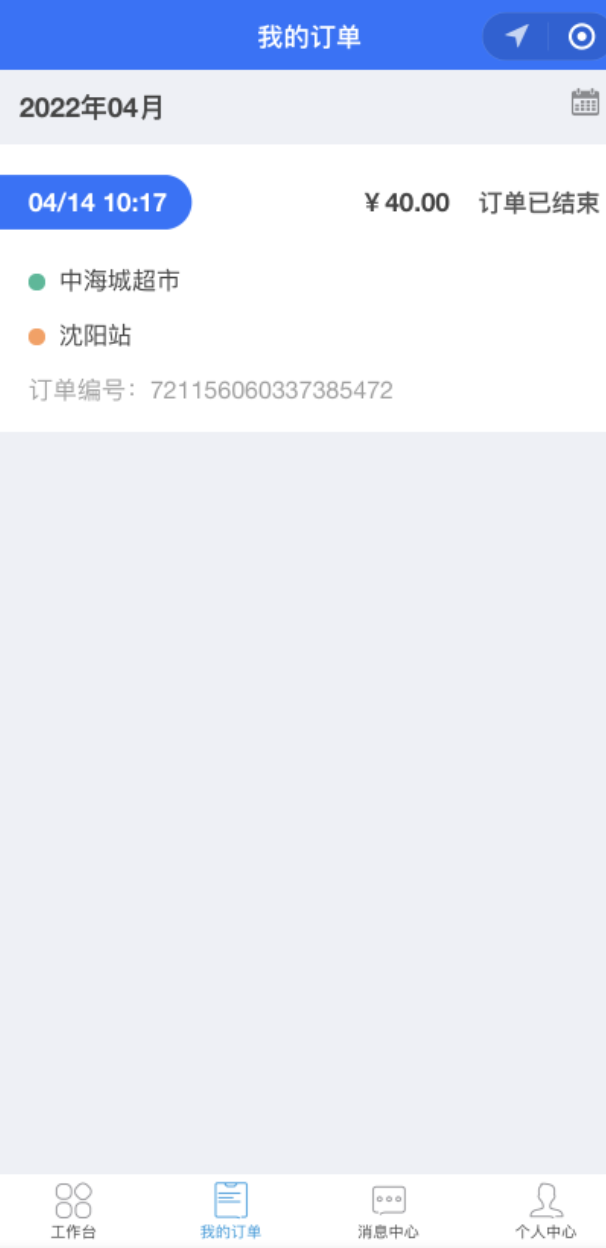 我的订单
2022年04月
04/14 10:17
¥ 40.00 订单已结束
中海城超市
沈阳站
订单编号：721156060337385472
工作台 我的订单 消息中心 个人中心